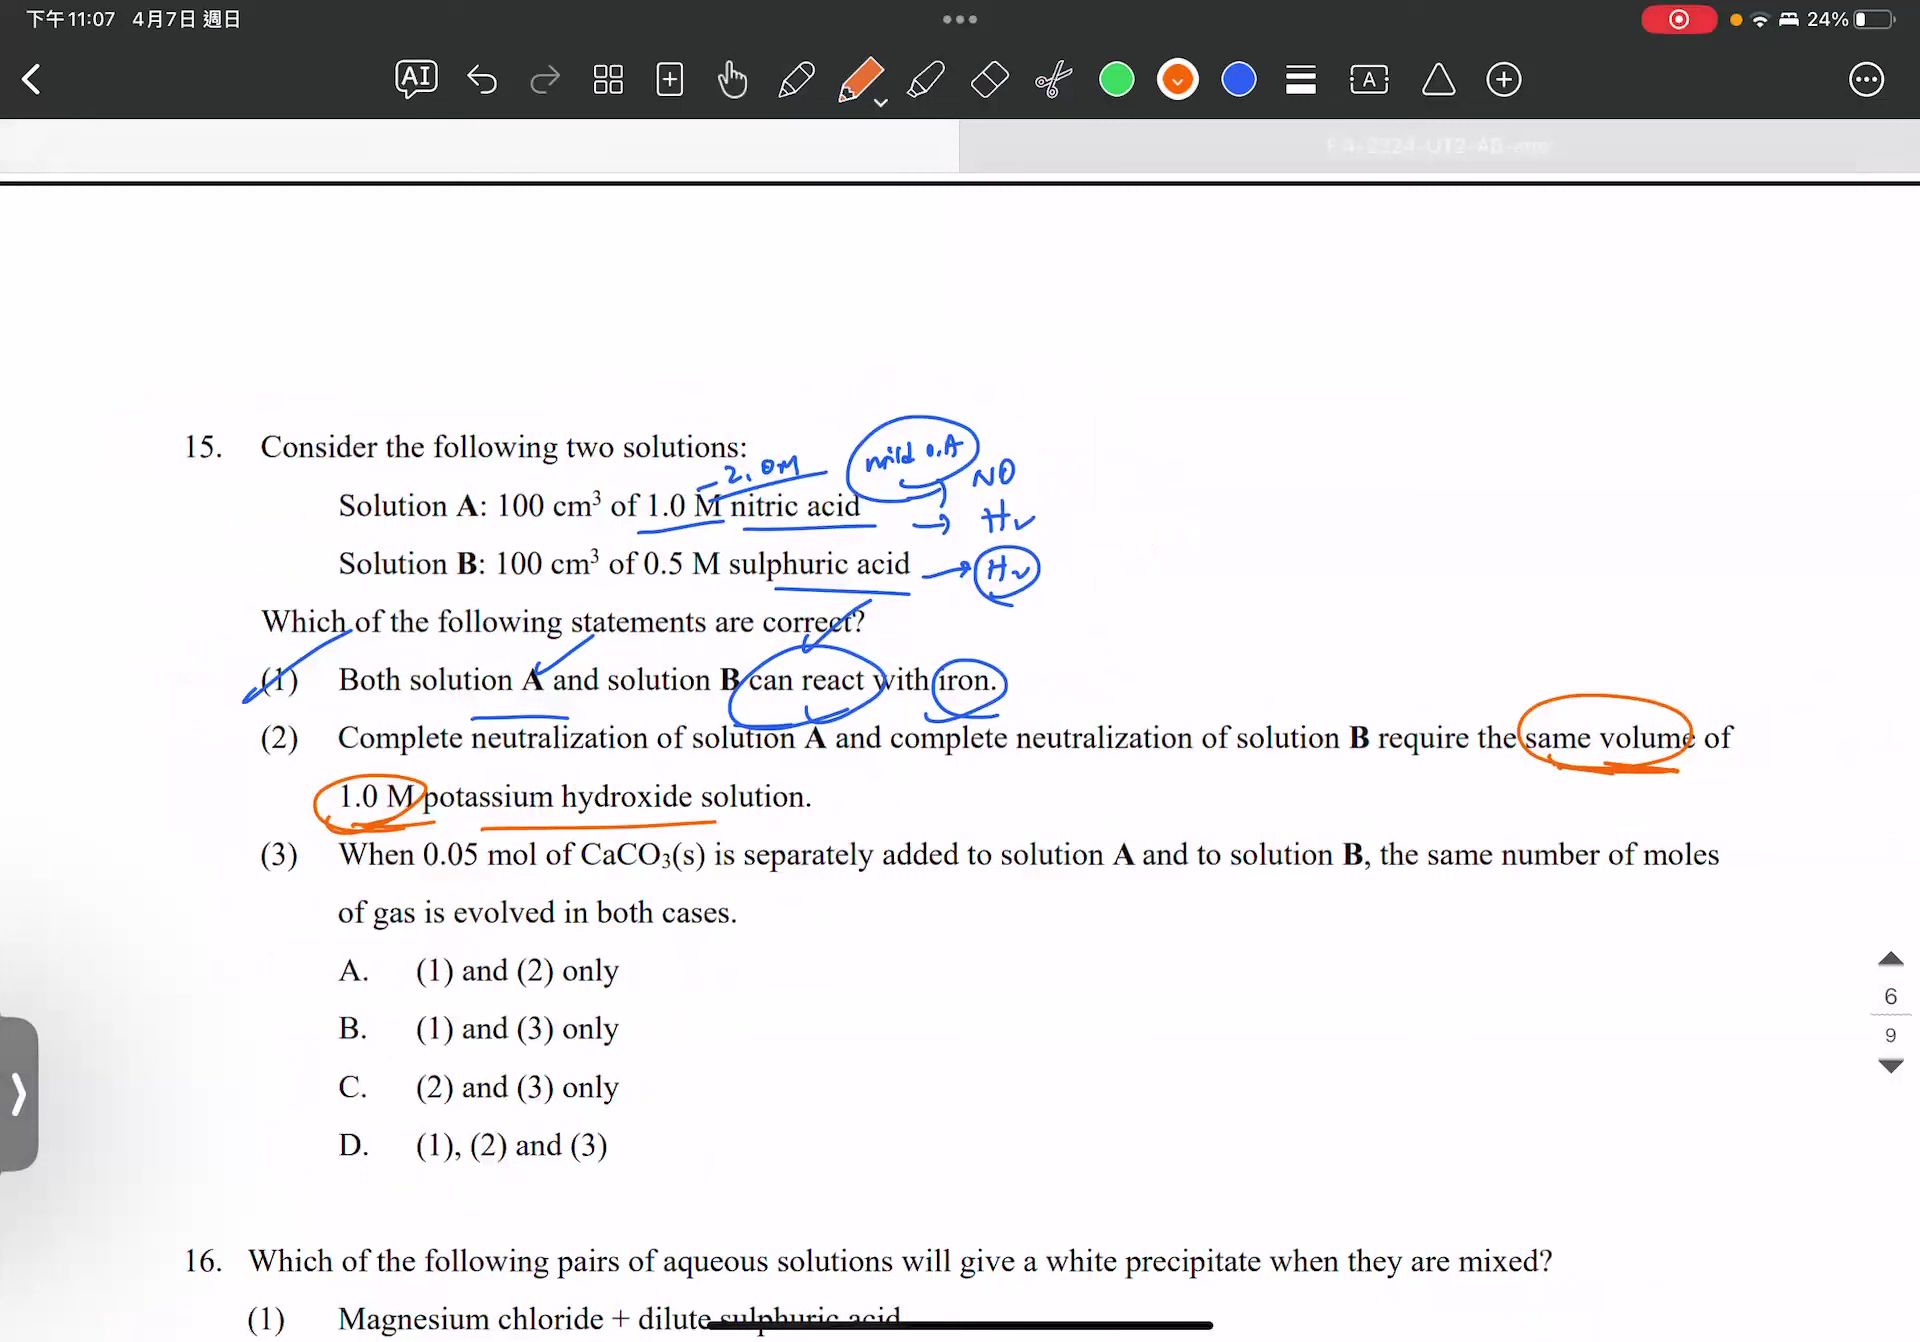 下午11:07 4月7日 週日
24%
AI
A
15. Consider the following two solutions:
-2.0M
mild O.A
NO
Solution A: 100 cm³ of 1.0 M nitric acid
→ H✓
Solution B: 100 cm³ of 0.5 M sulphuric acid → H✓
Which of the following statements are correct?
(1) Both solution A and solution B can react with iron.
(2) Complete neutralization of solution A and complete neutralization of solution B require the same volume of
1.0 M potassium hydroxide solution.
(3) When 0.05 mol of CaCO₃(s) is separately added to solution A and to solution B, the same number of moles
of gas is evolved in both cases.
A. (1) and (2) only
B. (1) and (3) only
C. (2) and (3) only
D. (1), (2) and (3)
6
9
16. Which of the following pairs of aqueous solutions will give a white precipitate when they are mixed?
(1) Magnesium chloride + dilute sulphuric acid